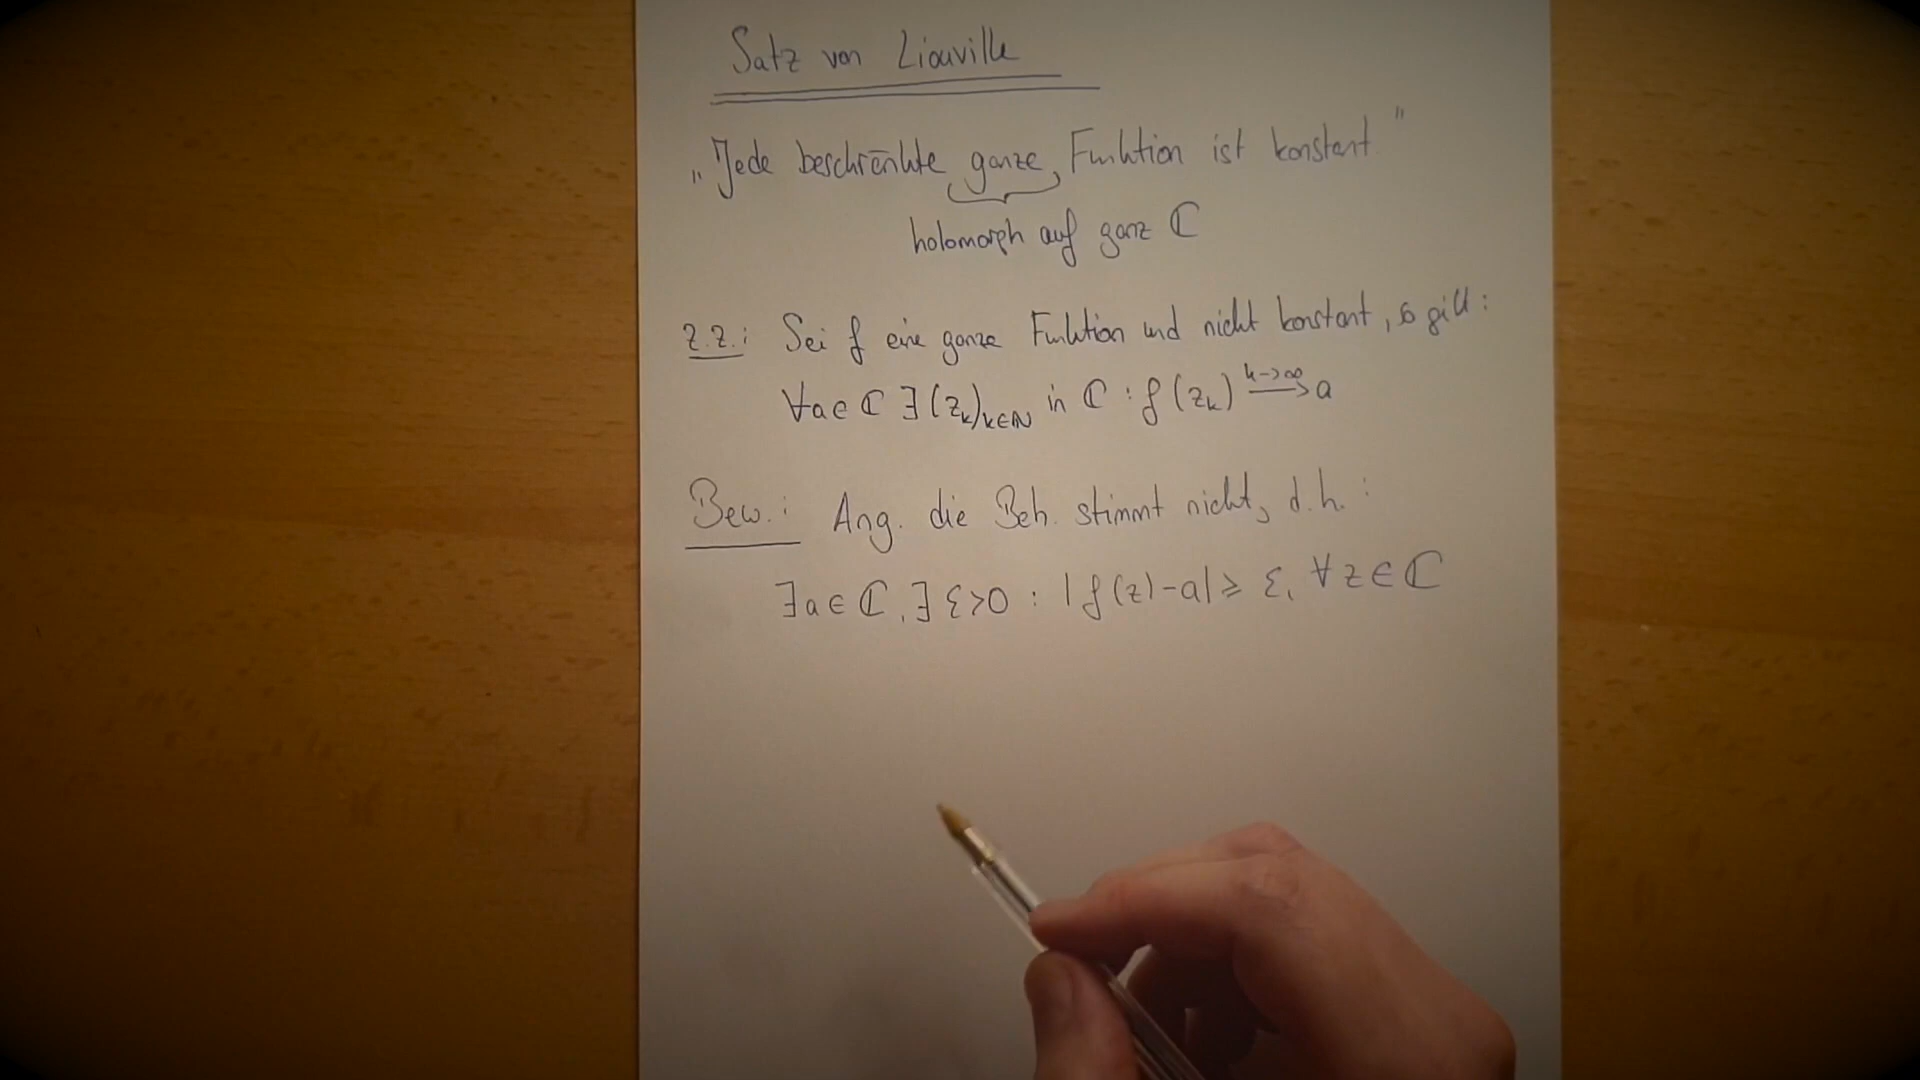 Satz von Liouville
„Jede beschränkte ganze Funktion ist konstant"
holomorph auf ganz ℂ
z.z.: Sei f eine ganze Funktion und nicht konstant, so gilt:
∀a∈ℂ ∃(z_k)_{k∈ℕ} in ℂ : f(z_k) \xrightarrow{k->∞} a
Bew.: Ang. die Beh. stimmt nicht, d.h.:
∃a∈ℂ, ∃ε>0 : |f(z)-a| ≥ ε, ∀z∈ℂ